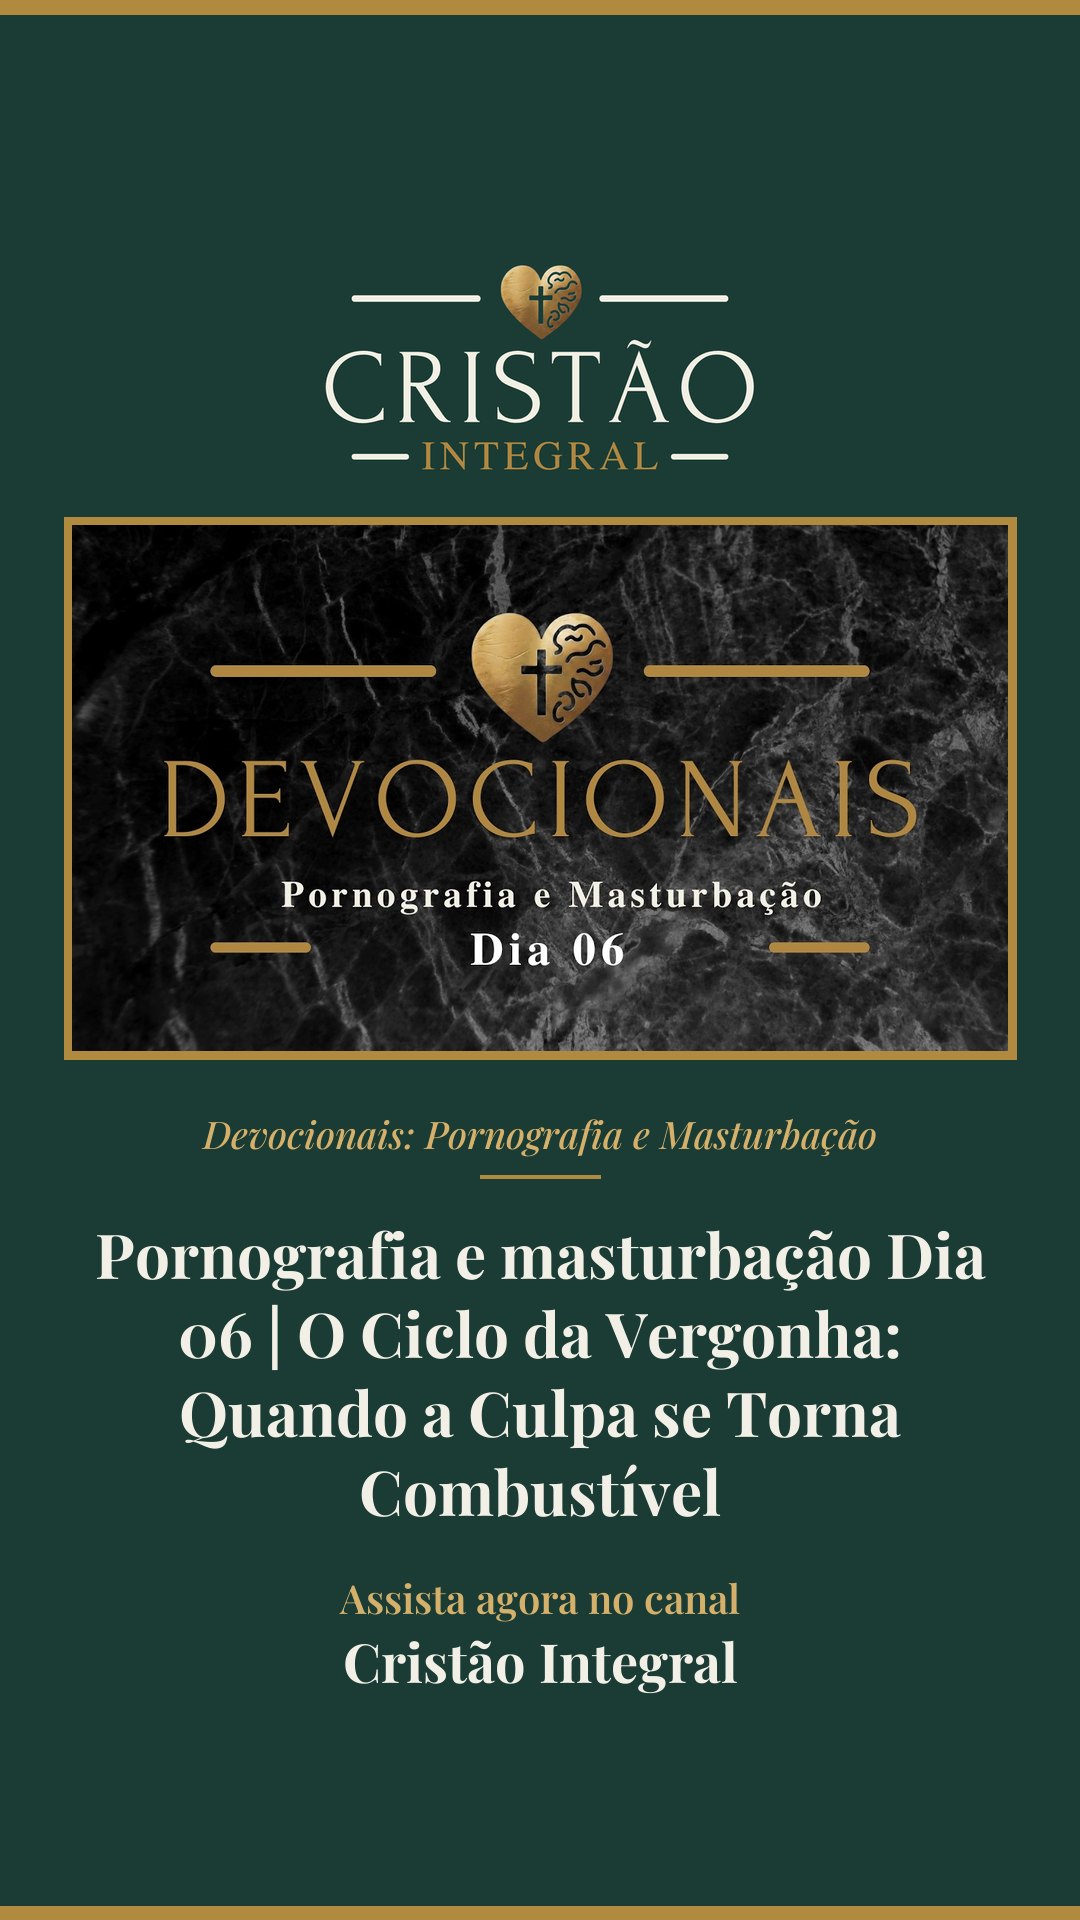 CRISTÃO
INTEGRAL
DEVOCIONAIS
Pornografia e Masturbação
Dia 06
Devocionais: Pornografia e Masturbação
Pornografia e masturbação Dia
06 | O Ciclo da Vergonha:
Quando a Culpa se Torna
Combustível
Assista agora no canal
Cristão Integral